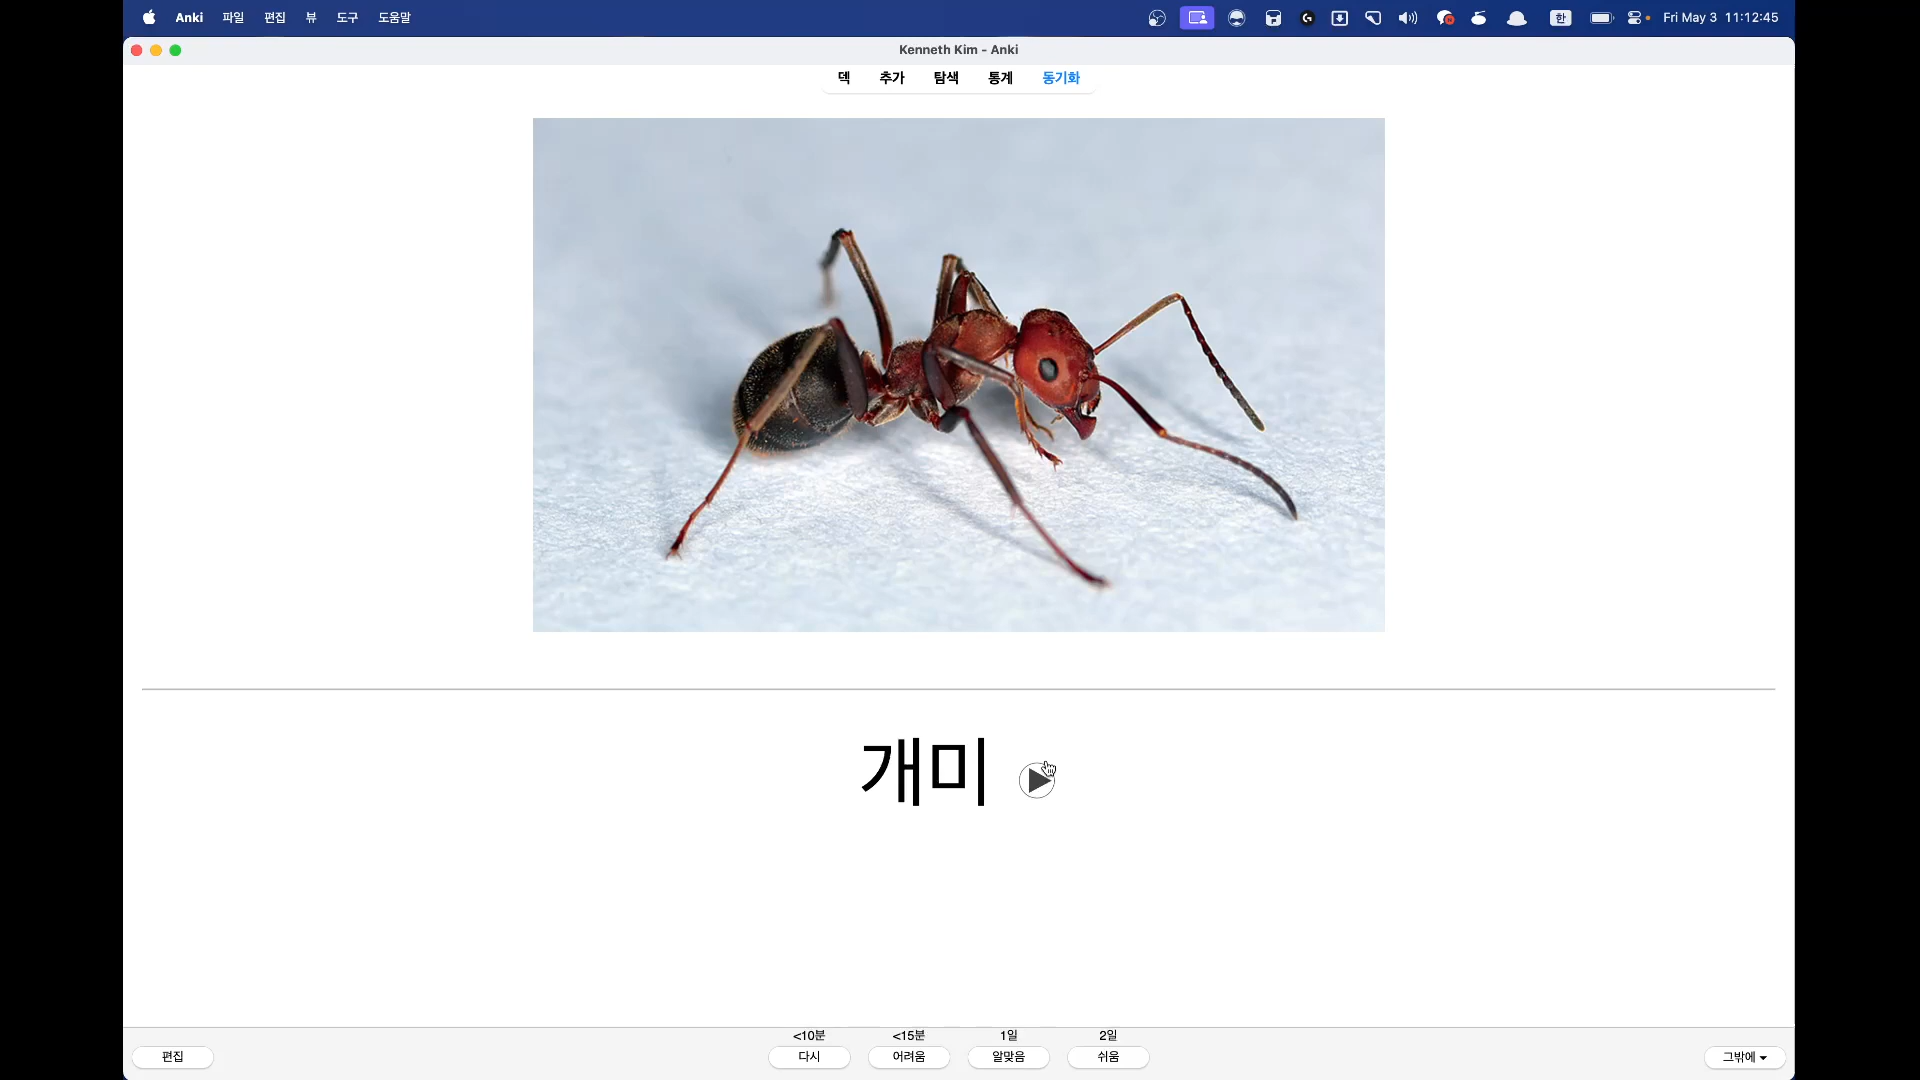 Anki 파일 편집 뷰 도구 도움말 한 Fri May 3 11:12:45
Kenneth Kim - Anki
덱 추가 탐색 통계 동기화
개미
<10분 <15분 1일 2일
편집 다시 어려움 알맞음 쉬움 그밖에